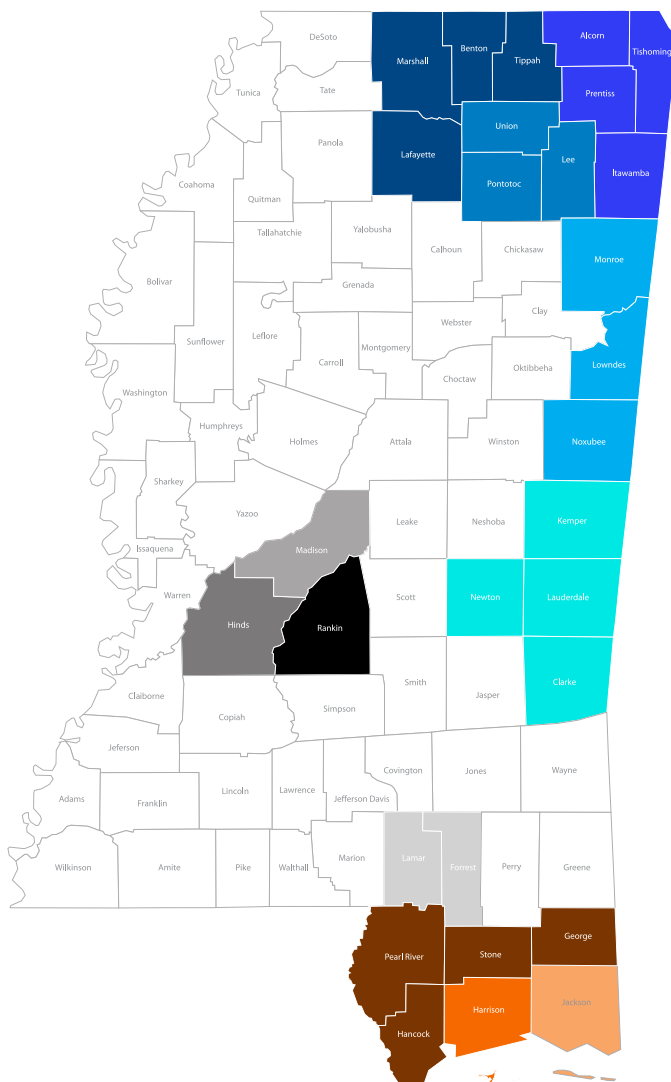 DeSoto
Marshall
Benton
Tippah
Alcorn
Tishoming
Tunica
Tate
Prentiss
Panola
Union
Lafayette
Lee
Itawamba
Coahoma
Quitman
Pontotoc
Tallahatchie
Yalobusha
Calhoun
Chickasaw
Monroe
Bolivar
Grenada
Clay
Sunflower
Leflore
Webster
Carroll
Montgomery
Choctaw
Oktibbeha
Lowndes
Washington
Humphreys
Holmes
Attala
Winston
Noxubee
Sharkey
Yazoo
Leake
Neshoba
Kemper
Issaquena
Madison
Warren
Scott
Newton
Lauderdale
Hinds
Rankin
Claiborne
Copiah
Simpson
Smith
Jasper
Clarke
Jeferson
Covington
Jones
Wayne
Adams
Franklin
Lincoln
Lawrence
Jefferson Davis
Wilkinson
Amite
Pike
Walthall
Marion
Lamar
Forrest
Perry
Greene
Pearl River
Stone
George
Hancock
Harrison
Jackson